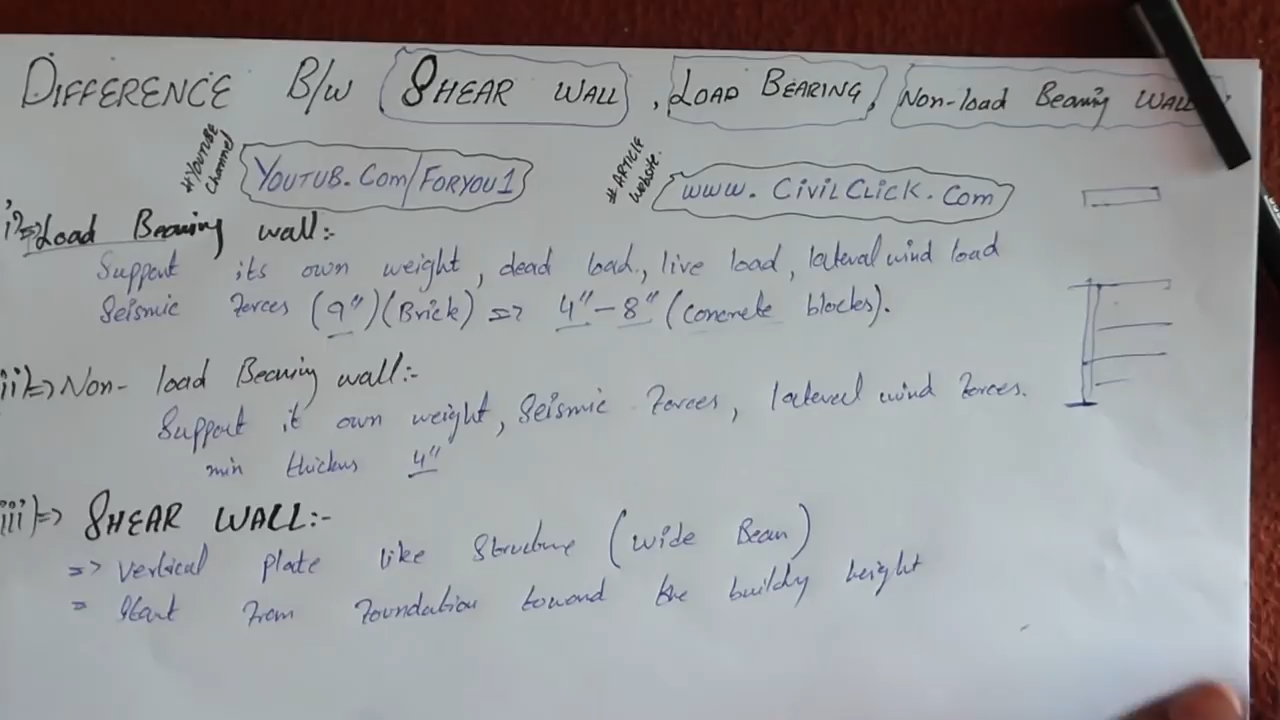 DIFFERENCE B/w SHEAR WALL, LOAD BEARING, Non-load Bearing WALL:
#YOUTUBE Channel
YOUTUB.Com/FORYOU1
#ARTICLE Website.
www.CIVILCLICK.Com
i)=>Load Bearing wall:-
Support its own weight, dead load, live load, lateral wind load
Seismic Forces (9")(Brick) => 4"-8" (concrete blocks).
ii)=>Non-load Bearing wall:-
Support it own weight, Seismic Forces, lateral wind Forces.
min thicknes 4"
iii)=> SHEAR WALL:-
=> vertical plate like structure (wide Beam)
= Start From Foundation toward the building height